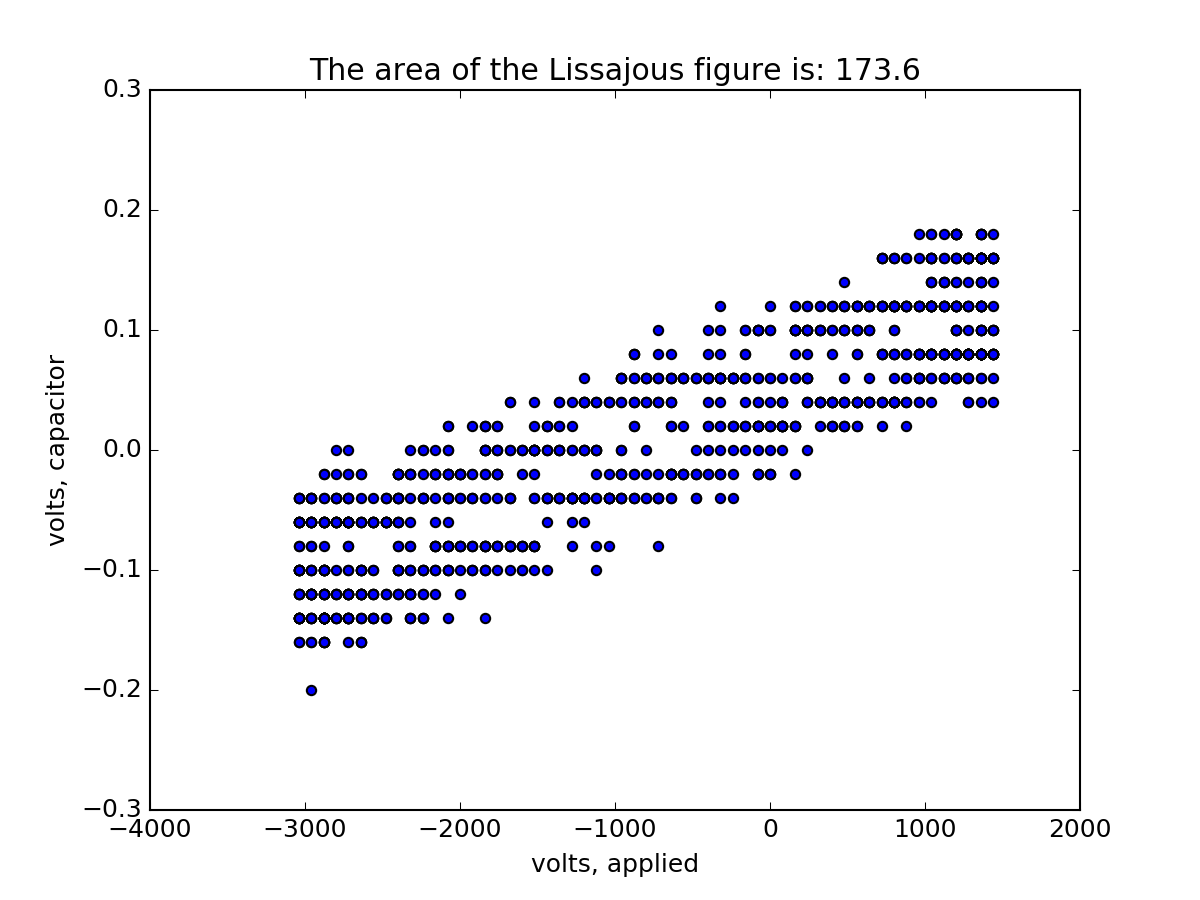 The area of the Lissajous figure is: 173.6
0.3
0.2
0.1
0.0
−0.1
−0.2
−0.3
volts, capacitor
−4000 −3000 −2000 −1000 0 1000 2000
volts, applied